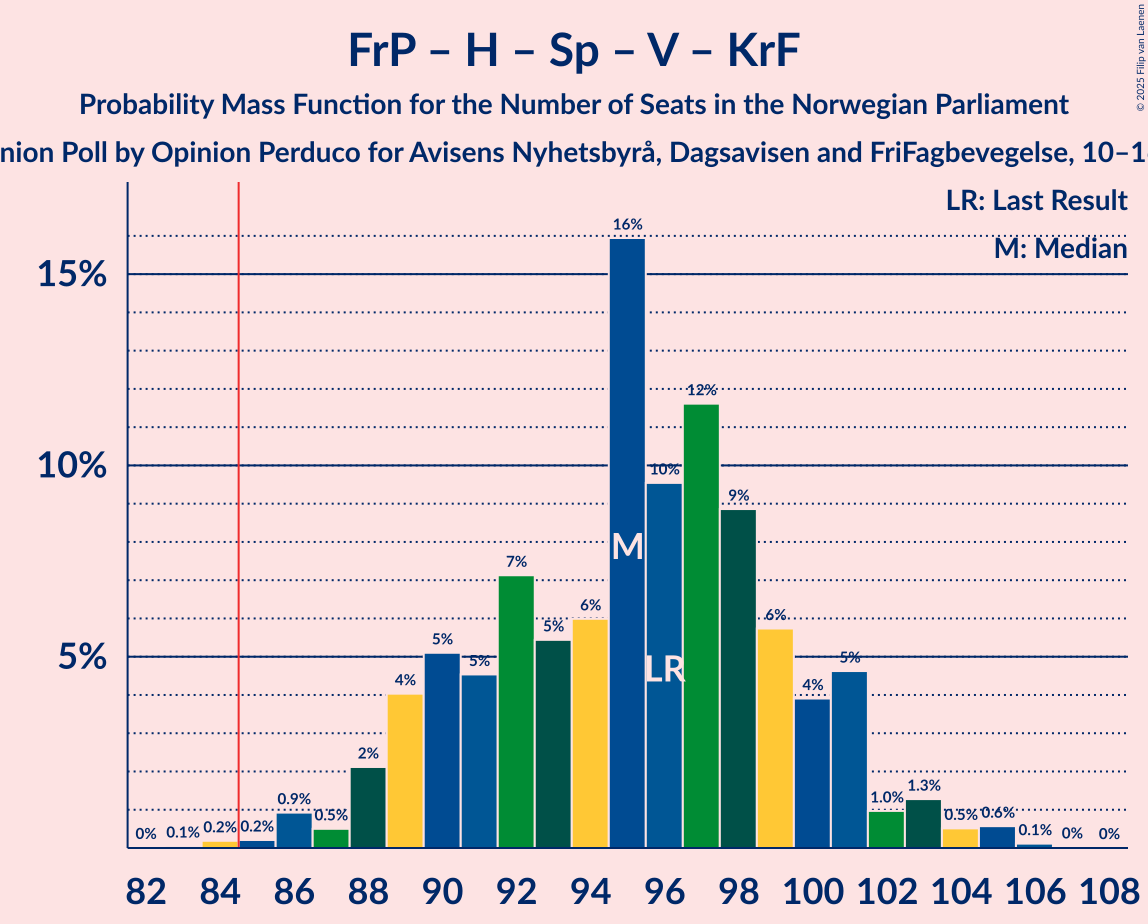 FrP – H – Sp – V – KrF
Probability Mass Function for the Number of Seats in the Norwegian Parliament
nion Poll by Opinion Perduco for Avisens Nyhetsbyrå, Dagsavisen and FriFagbevegelse, 10–1
© 2025 Filip van Laenen
LR: Last Result
M: Median
16%
15%
12%
10%
10%
9%
M
7%
6%
6%
5%
5%
5%
5%
5%
LR
4%
4%
2%
0% 0.1% 0.2% 0.2% 0.9% 0.5% 1.0% 1.3% 0.5% 0.6% 0.1% 0% 0%
82 84 86 88 90 92 94 96 98 100 102 104 106 108